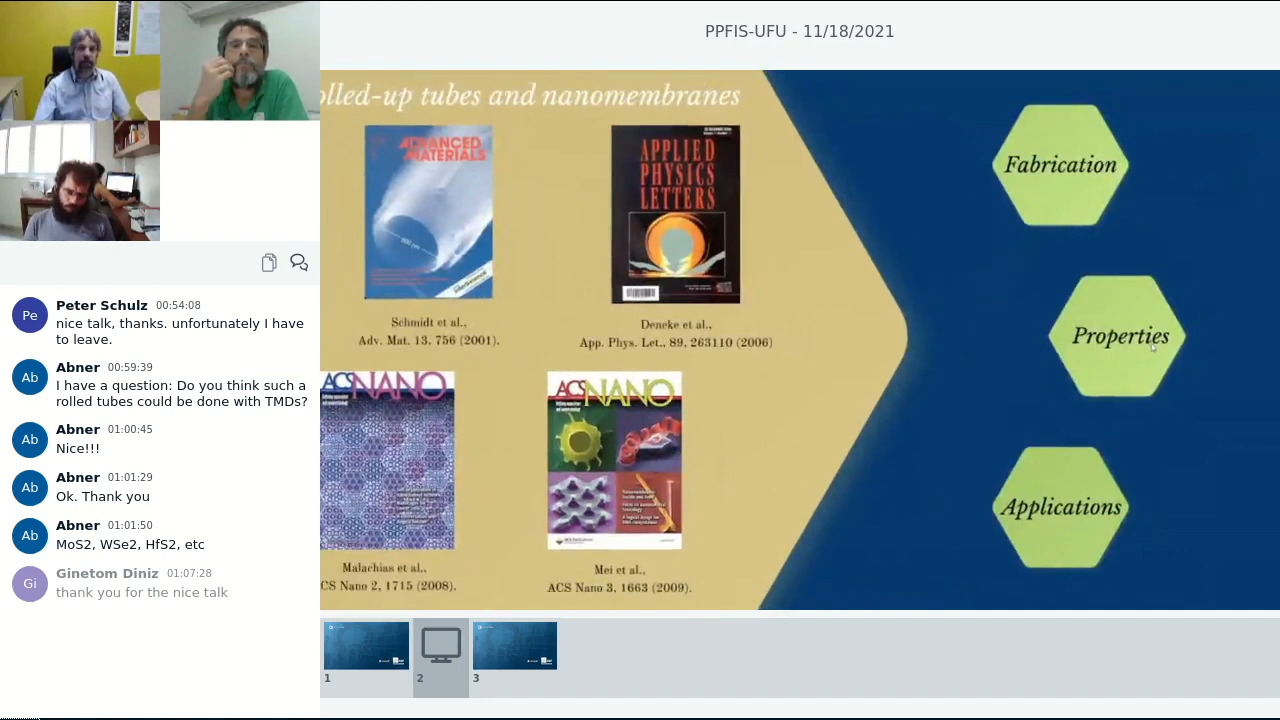 PPFIS-UFU - 11/18/2021
olled-up tubes and nanomembranes
ADVANCED
MATERIALS
APPLIED
PHYSICS
LETTERS
Schmidt et al.,
Adv. Mat. 13, 756 (2001).
Deneke et al.,
App. Phys. Let., 89, 263110 (2006)
ACS NANO
ACS NANO
Malachias et al.,
CS Nano 2, 1715 (2008).
Mei et al.,
ACS Nano 3, 1663 (2009).
Fabrication
Properties
Applications
Pe
Peter Schulz 00:54:08
nice talk, thanks. unfortunately I have
to leave.
Ab
Abner 00:59:39
I have a question: Do you think such a
rolled tubes could be done with TMDs?
Ab
Abner 01:00:45
Nice!!!
Ab
Abner 01:01:29
Ok. Thank you
Ab
Abner 01:01:50
MoS2, WSe2, HfS2, etc
Gi
Ginetom Diniz 01:07:28
thank you for the nice talk
1
2
3